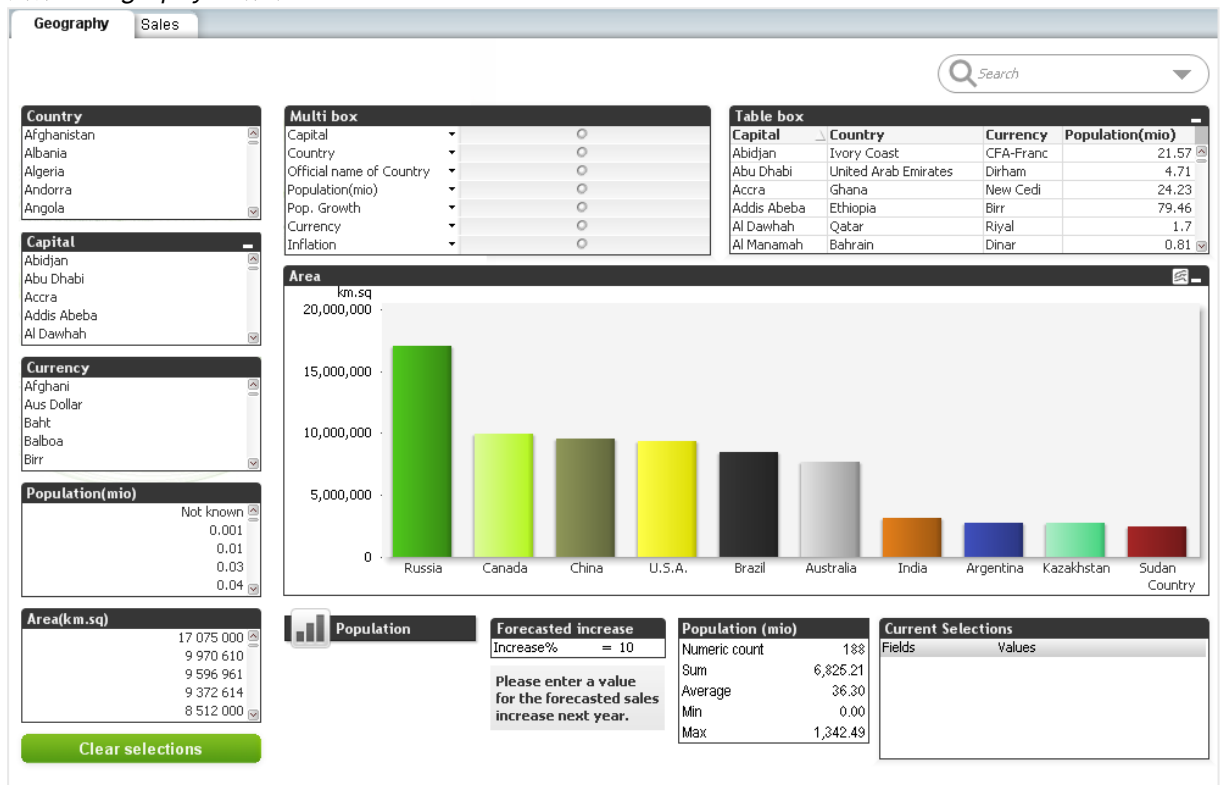 Geography Sales
Search
Country
Afghanistan
Albania
Algeria
Andorra
Angola
Capital
Abidjan
Abu Dhabi
Accra
Addis Abeba
Al Dawhah
Currency
Afghani
Aus Dollar
Baht
Balboa
Birr
Population(mio)
Not known
0.001
0.01
0.03
0.04
Area(km.sq)
17 075 000
9 970 610
9 596 961
9 372 614
8 512 000
Clear selections
Multi box
Capital
Country
Official name of Country
Population(mio)
Pop. Growth
Currency
Inflation
Table box
Capital Country Currency Population(mio)
Abidjan Ivory Coast CFA-Franc 21.57
Abu Dhabi United Arab Emirates Dirham 4.71
Accra Ghana New Cedi 24.23
Addis Abeba Ethiopia Birr 79.46
Al Dawhah Qatar Riyal 1.7
Al Manamah Bahrain Dinar 0.81
Area
km.sq
20,000,000
15,000,000
10,000,000
5,000,000
0
Russia Canada China U.S.A. Brazil Australia India Argentina Kazakhstan Sudan
Country
Population
Forecasted increase
Increase% = 10
Please enter a value
for the forecasted sales
increase next year.
Population (mio)
Numeric count 188
Sum 6,825.21
Average 36.30
Min 0.00
Max 1,342.49
Current Selections
Fields Values